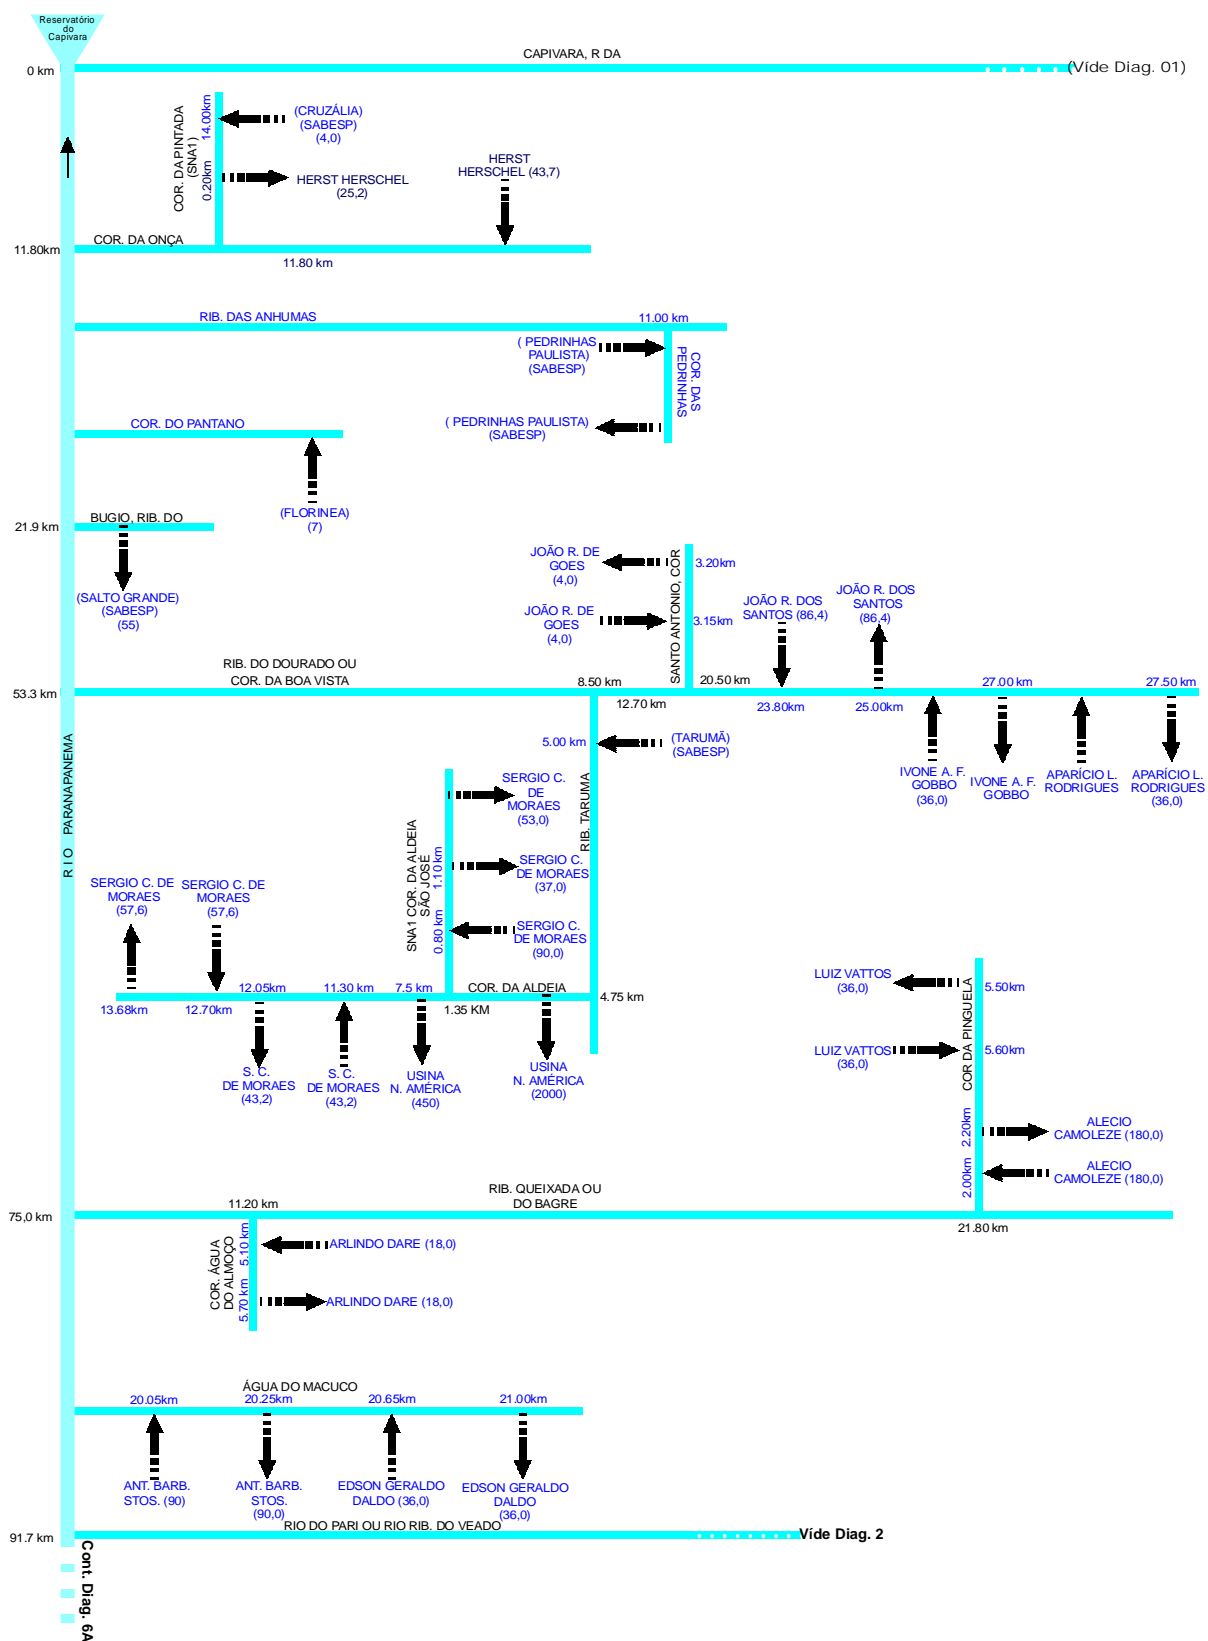 Reservatório
do
Capivara
CAPIVARA, R DA
(Víde Diag. 01)
0 km
COR. DA PINTADA
(SNA1)
14.00km
0.20km
(CRUZÁLIA)
(SABESP)
(4,0)
HERST HERSCHEL
(25,2)
HERST
HERSCHEL (43,7)
COR. DA ONÇA
11.80km
11.80 km
RIB. DAS ANHUMAS
11.00 km
( PEDRINHAS
PAULISTA)
(SABESP)
COR. DAS
PEDRINHAS
( PEDRINHAS PAULISTA)
(SABESP)
COR. DO PANTANO
(FLORINEA)
(7)
BUGIO, RIB. DO
21.9 km
(SALTO GRANDE)
(SABESP)
(55)
JOÃO R. DE
GOES
(4,0)
3.20km
JOÃO R. DE
GOES
(4,0)
3.15km
SANTO ANTONIO, COR
JOÃO R. DOS
SANTOS (86,4)
JOÃO R. DOS
SANTOS
(86,4)
RIB. DO DOURADO OU
COR. DA BOA VISTA
53.3 km
8.50 km
12.70 km
20.50 km
23.80km
25.00km
27.00 km
27.50 km
IVONE A. F.
GOBBO
(36,0)
IVONE A. F.
GOBBO
APARÍCIO L.
RODRIGUES
APARÍCIO L.
RODRIGUES
(36,0)
5.00 km
(TARUMÃ)
(SABESP)
RIB. TARUMA
RIO PARANAPANEMA
SERGIO C.
DE
MORAES
(53,0)
SERGIO C.
DE MORAES
(37,0)
SERGIO C.
DE MORAES
(90,0)
SNA1 COR. DA ALDEIA
SÃO JOSÉ
1.10 km
0.80 km
SERGIO C. DE
MORAES
(57,6)
SERGIO C. DE
MORAES
(57,6)
12.05km
11.30 km
7.5 km
COR. DA ALDEIA
4.75 km
13.68km
12.70km
1.35 KM
S. C.
DE MORAES
(43,2)
S. C.
DE MORAES
(43,2)
USINA
N. AMÉRICA
(450)
USINA
N. AMÉRICA
(2000)
LUIZ VATTOS
(36,0)
5.50km
LUIZ VATTOS
(36,0)
5.60km
COR DA PINGUELA
2.20km
2.00km
ALECIO
CAMOLEZE (180,0)
ALECIO
CAMOLEZE (180,0)
RIB. QUEIXADA OU
DO BAGRE
11.20 km
75,0 km
21.80 km
COR. ÁGUA
DO ALMOÇO
5.10 km
5.70 km
ARLINDO DARE (18,0)
ARLINDO DARE (18,0)
ÁGUA DO MACUCO
20.05km
20.25km
20.65km
21.00km
ANT. BARB.
STOS. (90)
ANT. BARB.
STOS.
(90,0)
EDSON GERALDO
DALDO (36,0)
EDSON GERALDO
DALDO
(36,0)
RIO DO PARI OU RIO RIB. DO VEADO
91.7 km
Víde Diag. 2
Cont. Diag. 6A